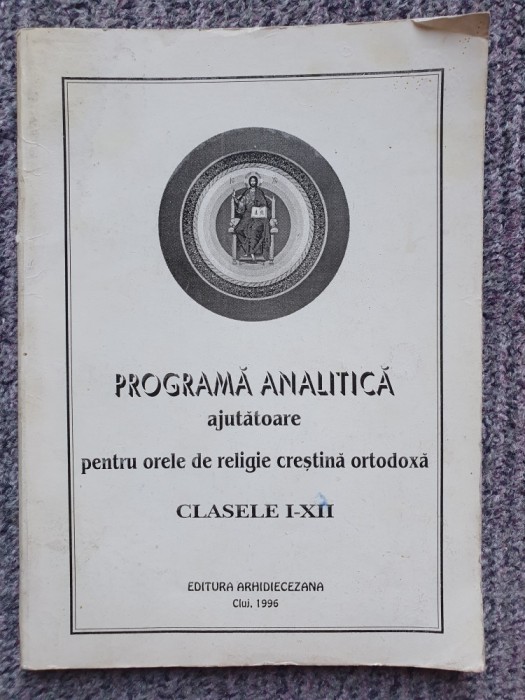 PROGRAMĂ ANALITICĂ
ajutătoare
pentru orele de religie creştină ortodoxă
CLASELE I-XII
EDITURA ARHIDIECEZANA
Cluj, 1996